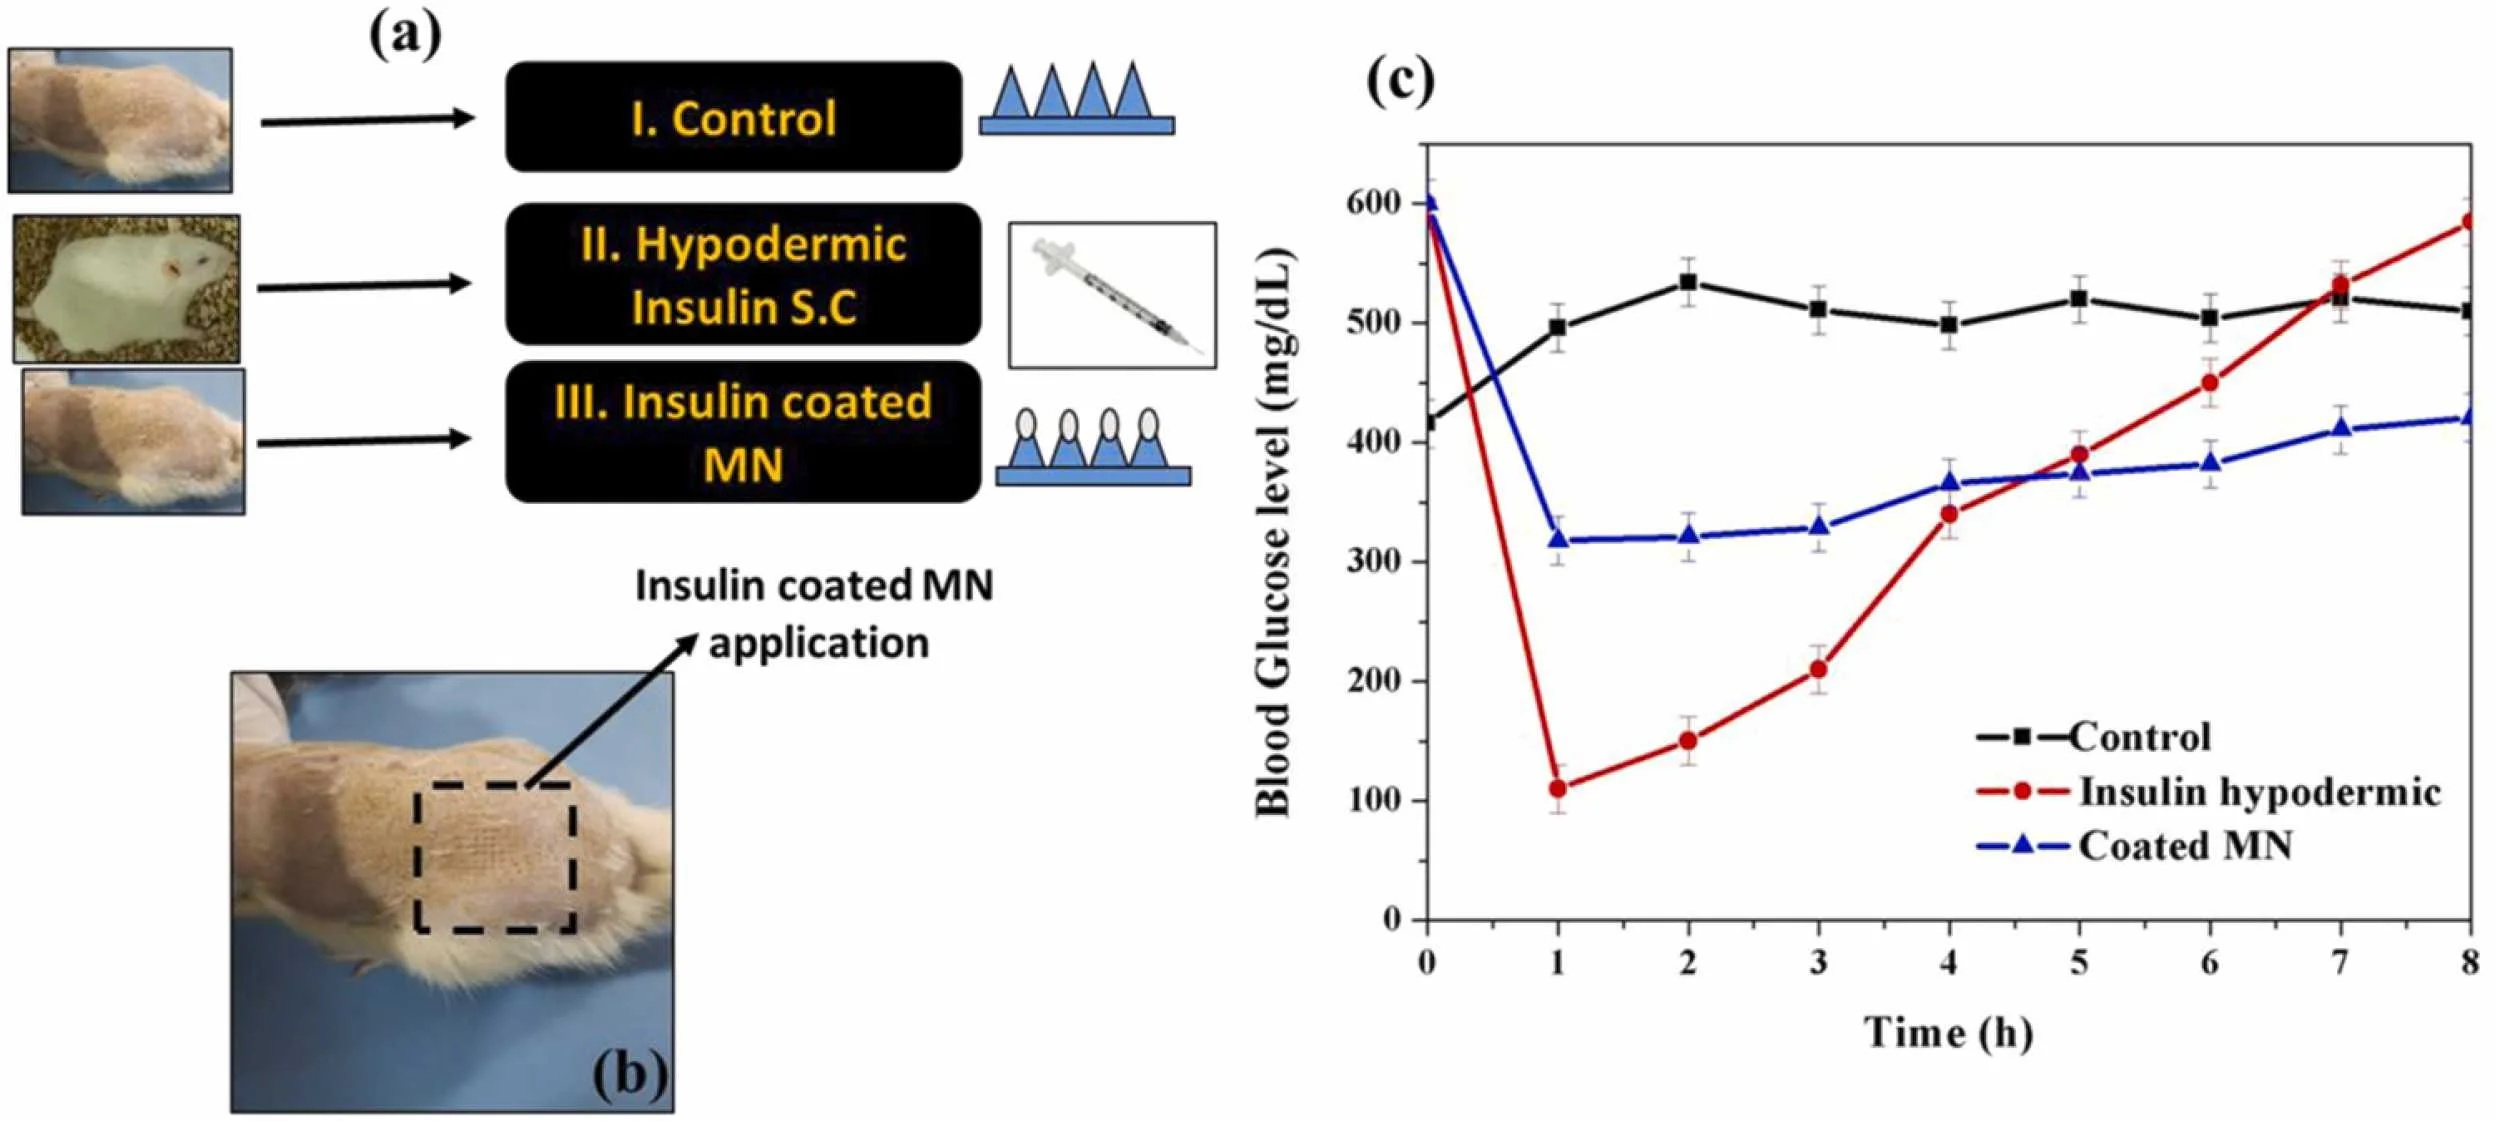 (a)
I. Control
II. Hypodermic
Insulin S.C
III. Insulin coated
MN
Insulin coated MN
application
(b)
(c)
Blood Glucose level (mg/dL)
600
500
400
300
200
100
0
0 1 2 3 4 5 6 7 8
Time (h)
Control
Insulin hypodermic
Coated MN